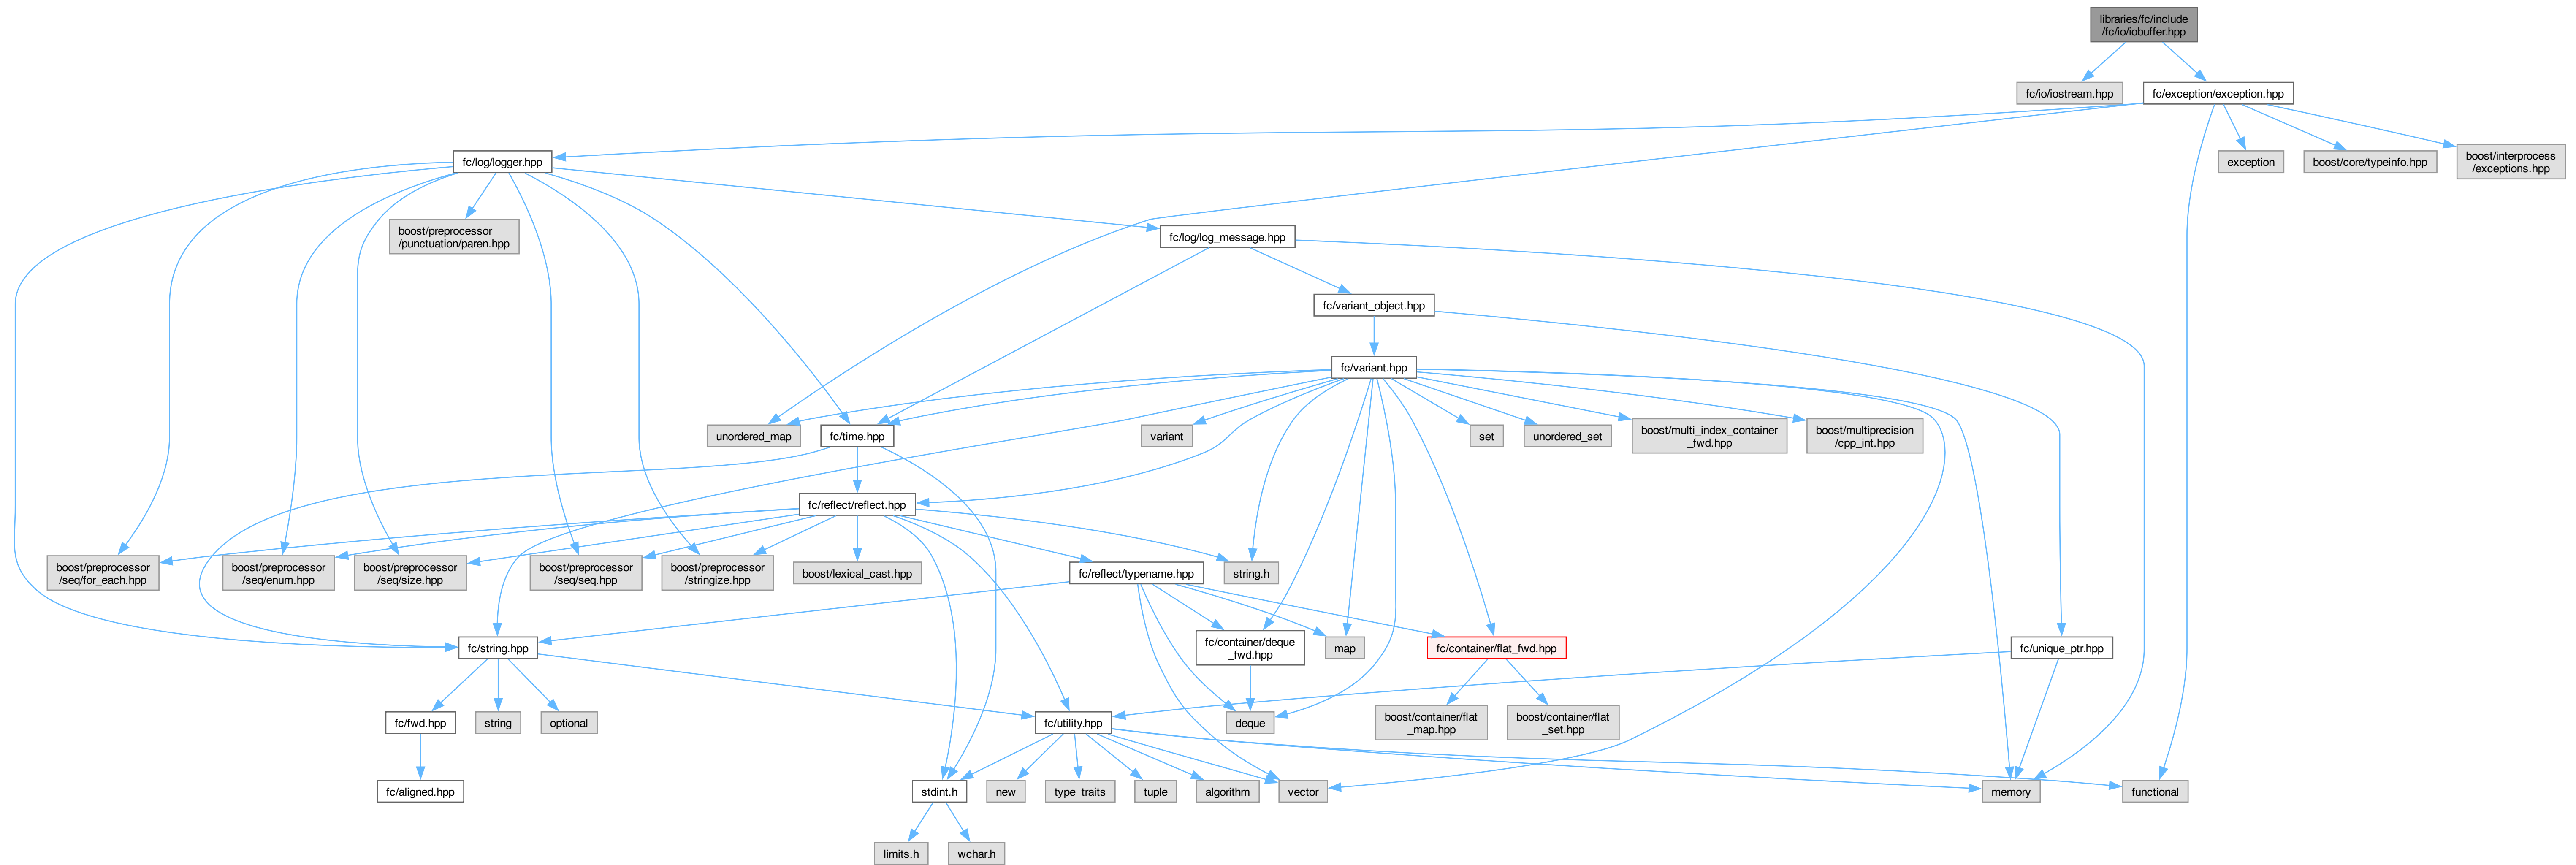 libraries/fc/include
/fc/io/iobuffer.hpp
fc/io/iostream.hpp
fc/exception/exception.hpp
fc/log/logger.hpp
exception
boost/core/typeinfo.hpp
boost/interprocess
/exceptions.hpp
boost/preprocessor
/punctuation/paren.hpp
fc/log/log_message.hpp
fc/variant_object.hpp
fc/variant.hpp
unordered_map
fc/time.hpp
variant
set
unordered_set
boost/multi_index_container
_fwd.hpp
boost/multiprecision
/cpp_int.hpp
fc/reflect/reflect.hpp
boost/preprocessor
/seq/for_each.hpp
boost/preprocessor
/seq/enum.hpp
boost/preprocessor
/seq/size.hpp
boost/preprocessor
/seq/seq.hpp
boost/preprocessor
/stringize.hpp
boost/lexical_cast.hpp
fc/reflect/typename.hpp
string.h
fc/string.hpp
fc/container/deque
_fwd.hpp
map
fc/container/flat_fwd.hpp
fc/unique_ptr.hpp
fc/fwd.hpp
string
optional
fc/utility.hpp
deque
boost/container/flat
_map.hpp
boost/container/flat
_set.hpp
fc/aligned.hpp
stdint.h
new
type_traits
tuple
algorithm
vector
memory
functional
limits.h
wchar.h